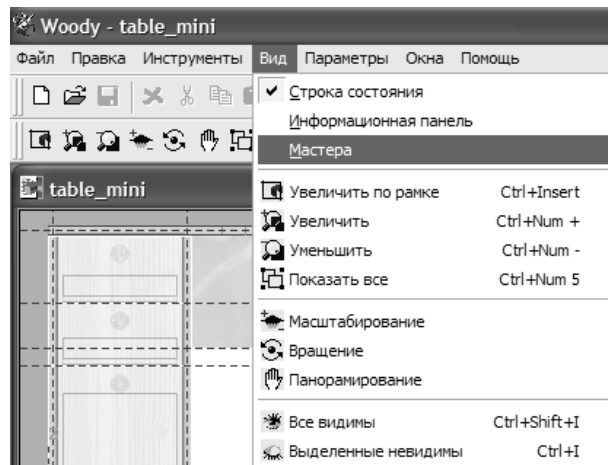 Woody - table_mini
Файл Правка Инструменты Вид Параметры Окна Помощь
Строка состояния
Информационная панель
Мастера
table_mini
Увеличить по рамке Ctrl+Insert
Увеличить Ctrl+Num +
Уменьшить Ctrl+Num -
Показать все Ctrl+Num 5
Масштабирование
Вращение
Панорамирование
Все видимы Ctrl+Shift+I
Выделенные невидимы Ctrl+I